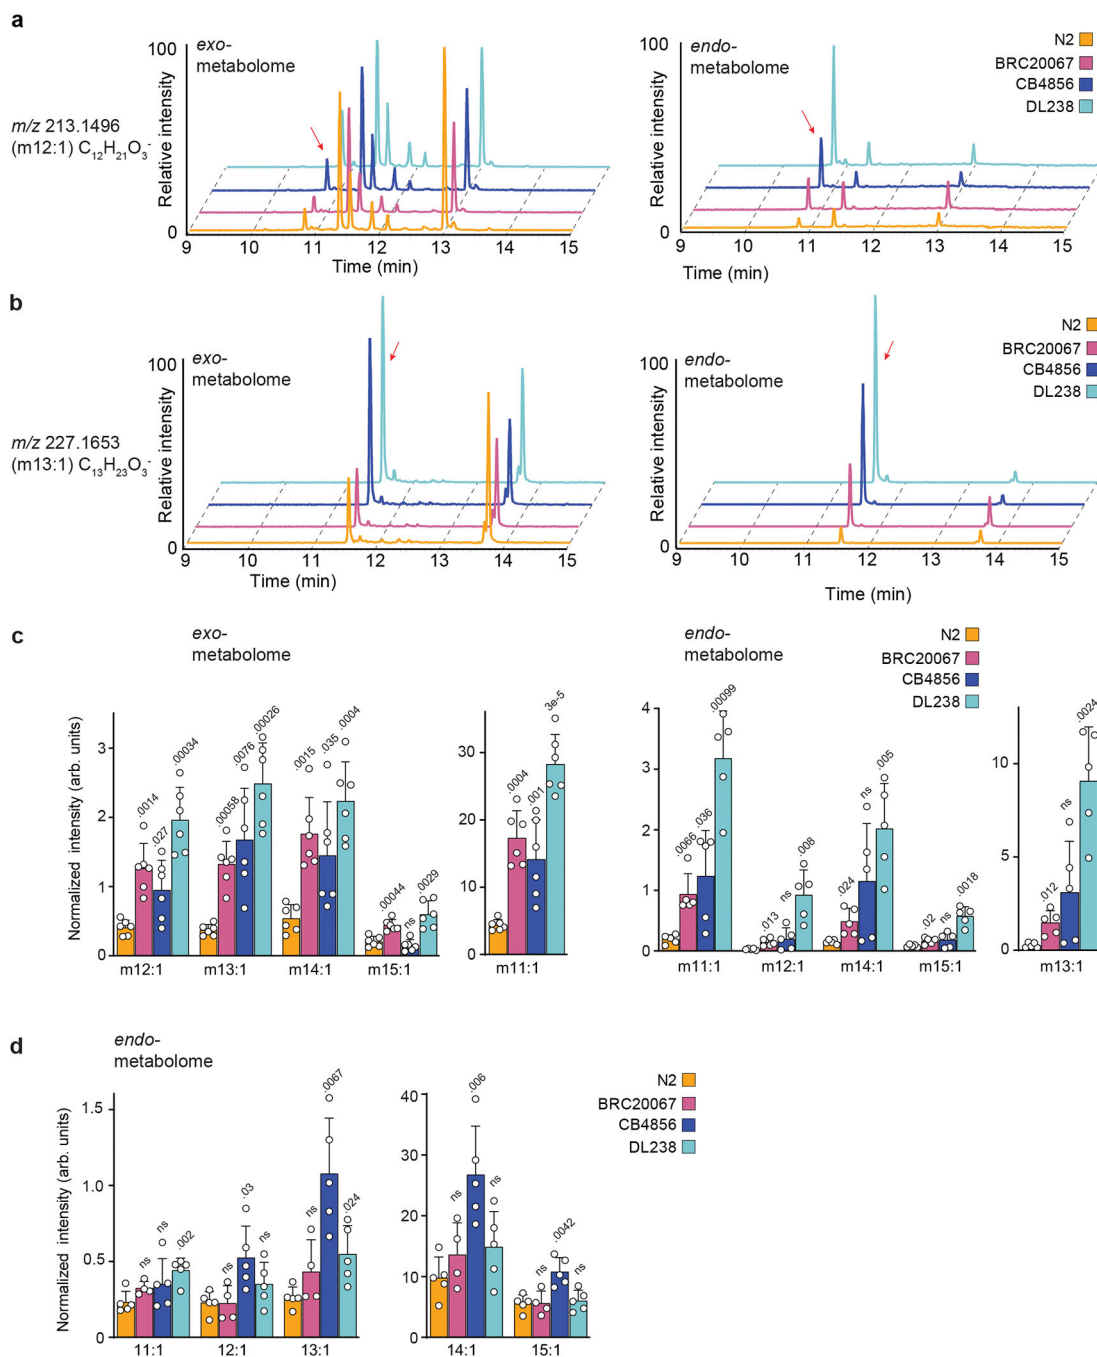 a
exo-
metabolome
endo-
metabolome
N2
BRC20067
CB4856
DL238
m/z 213.1496
(m12:1) C12H21O3-
Relative intensity
100
0
9 10 11 12 13 14 15
Time (min)
Relative intensity
100
0
9 10 11 12 13 14 15
Time (min)
b
exo-
metabolome
endo-
metabolome
N2
BRC20067
CB4856
DL238
m/z 227.1653
(m13:1) C13H23O3-
Relative intensity
100
0
9 10 11 12 13 14 15
Time (min)
Relative intensity
100
0
9 10 11 12 13 14 15
Time (min)
c
exo-
metabolome
endo-
metabolome
N2
BRC20067
CB4856
DL238
Normalized intensity (arb. units)
3
2
1
0
.0014 .027 .00034
.00058 .0076 .00026
.0015 .035 .0004
.00044 ns .0029
m12:1 m13:1 m14:1 m15:1
30
20
10
0
.0004 .001 3e-5
m11:1
4
3
2
1
0
.0066 .036 .00099
.013 ns .008
.024 ns .005
.02 ns .0018
m11:1 m12:1 m14:1 m15:1
10
5
0
.012 ns .0024
m13:1
d
endo-
metabolome
N2
BRC20067
CB4856
DL238
Normalized intensity (arb. units)
1.5
1.0
0.5
0
ns ns .002
ns .03 ns
ns .0067 .024
11:1 12:1 13:1
40
30
20
10
0
ns .006 ns
ns .0042 ns
14:1 15:1